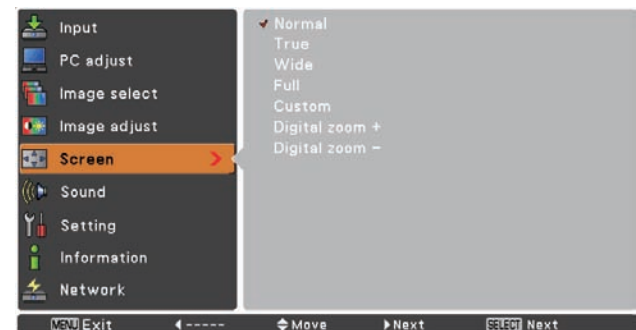 Input
PC adjust
Image select
Image adjust
Screen
Sound
Setting
Information
Network
Normal
True
Wide
Full
Custom
Digital zoom +
Digital zoom –
MENU Exit ◀ ----- Move ▶ Next SELECT Next